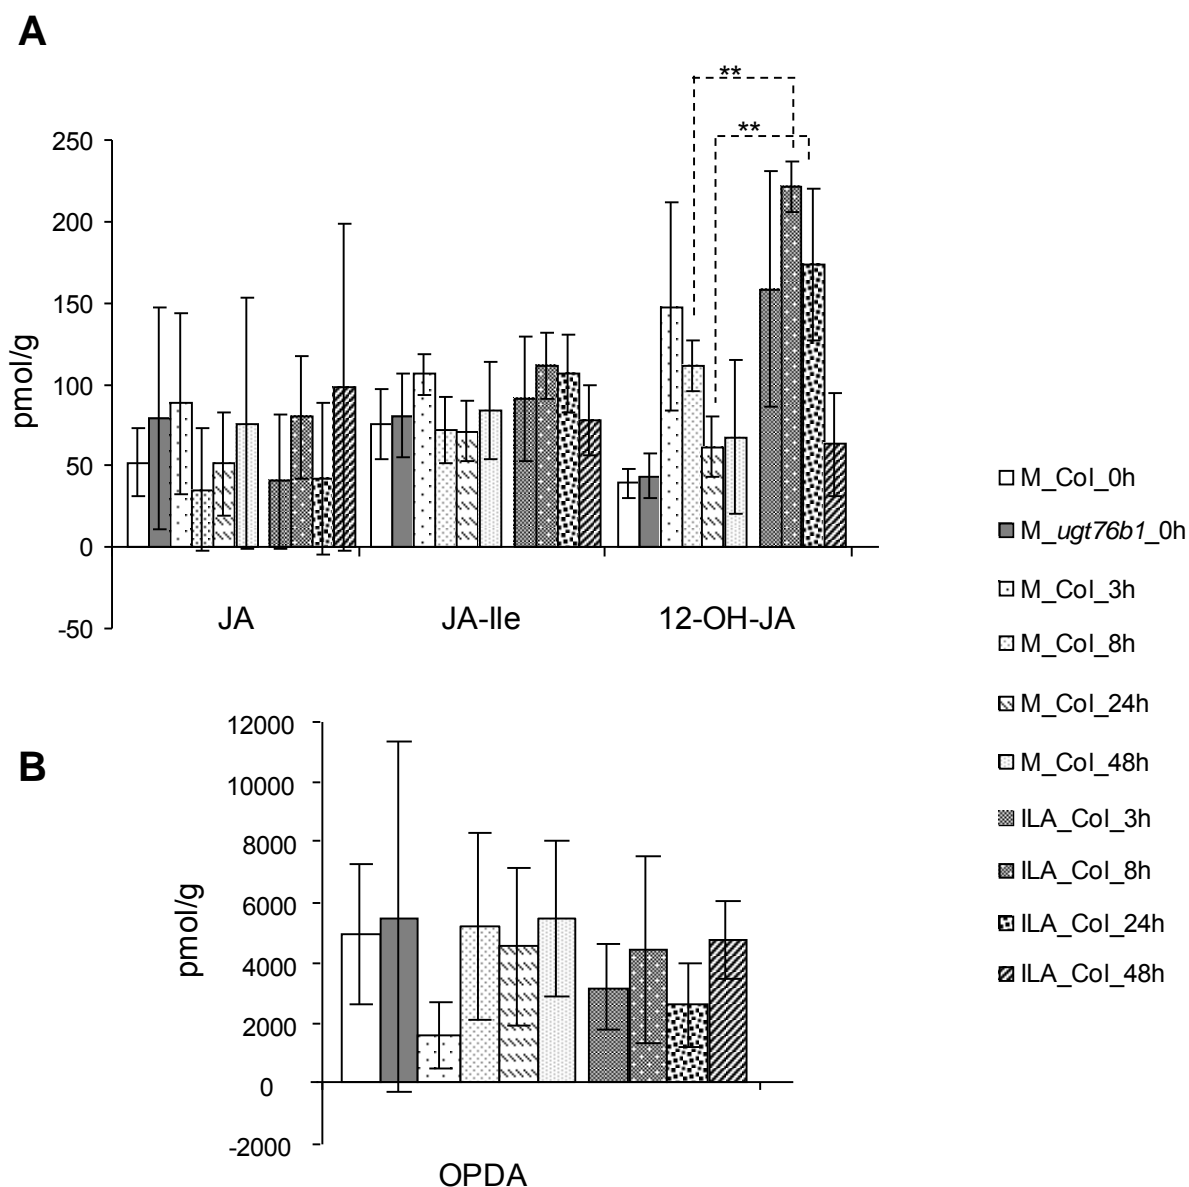 A
**
**
250
200
150
100
50
0
-50
pmol/g
JA
JA-Ile
12-OH-JA
M_Col_0h
M_ugt76b1_0h
M_Col_3h
M_Col_8h
M_Col_24h
M_Col_48h
ILA_Col_3h
ILA_Col_8h
ILA_Col_24h
ILA_Col_48h
B
12000
10000
8000
6000
4000
2000
0
-2000
pmol/g
OPDA